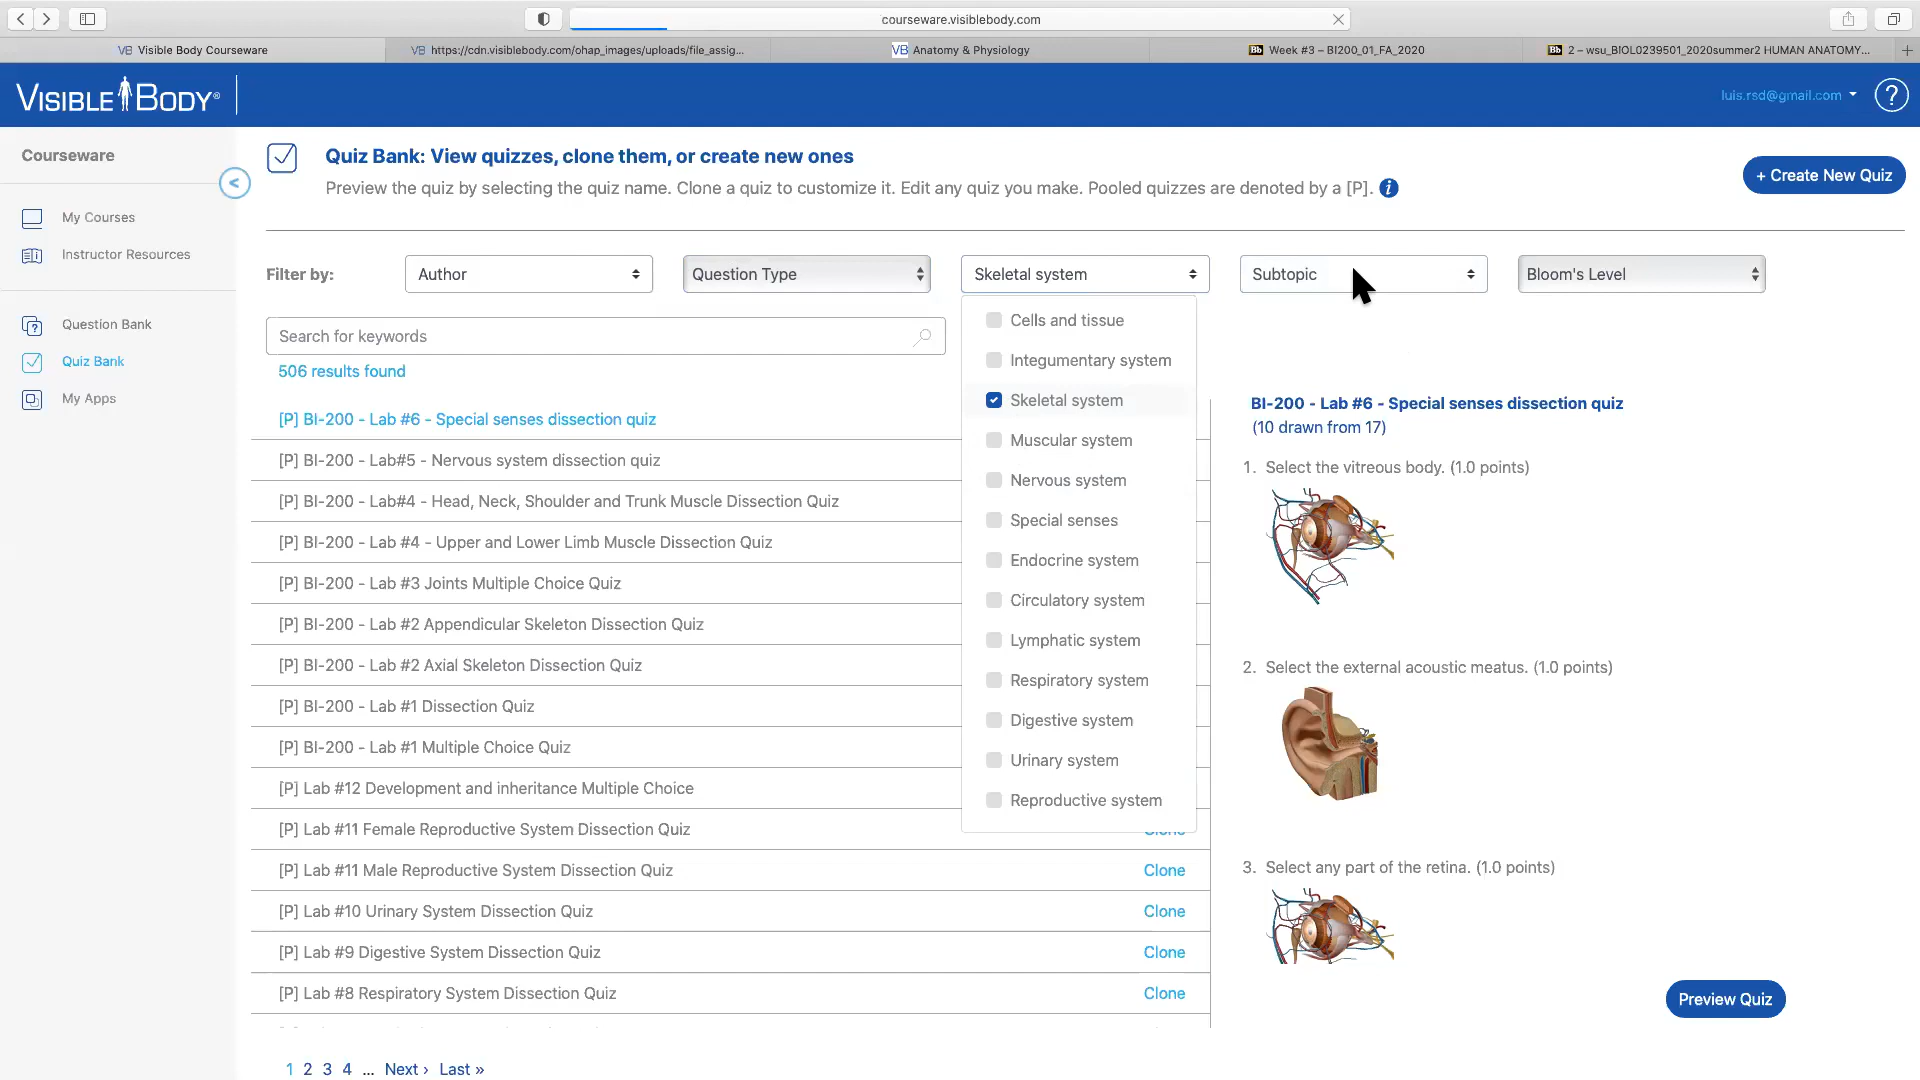 courseware.visiblebody.com
VB Visible Body Courseware
VB https://cdn.visiblebody.com/ohap_images/uploads/file_assig...
VB Anatomy & Physiology
Bb Week #3 – BI200_01_FA_2020
Bb 2 – wsu_BIOL0239501_2020summer2 HUMAN ANATOMY...
VISIBLE BODY®
luis.rsd@gmail.com
?
Courseware
<
My Courses
Instructor Resources
Question Bank
Quiz Bank
My Apps
Quiz Bank: View quizzes, clone them, or create new ones
Preview the quiz by selecting the quiz name. Clone a quiz to customize it. Edit any quiz you make. Pooled quizzes are denoted by a [P]. i
+ Create New Quiz
Filter by:
Author
Question Type
Skeletal system
Subtopic
Bloom's Level
Search for keywords
506 results found
[P] BI-200 - Lab #6 - Special senses dissection quiz
[P] BI-200 - Lab#5 - Nervous system dissection quiz
[P] BI-200 - Lab#4 - Head, Neck, Shoulder and Trunk Muscle Dissection Quiz
[P] BI-200 - Lab #4 - Upper and Lower Limb Muscle Dissection Quiz
[P] BI-200 - Lab #3 Joints Multiple Choice Quiz
[P] BI-200 - Lab #2 Appendicular Skeleton Dissection Quiz
[P] BI-200 - Lab #2 Axial Skeleton Dissection Quiz
[P] BI-200 - Lab #1 Dissection Quiz
[P] BI-200 - Lab #1 Multiple Choice Quiz
[P] Lab #12 Development and inheritance Multiple Choice
[P] Lab #11 Female Reproductive System Dissection Quiz
[P] Lab #11 Male Reproductive System Dissection Quiz Clone
[P] Lab #10 Urinary System Dissection Quiz Clone
[P] Lab #9 Digestive System Dissection Quiz Clone
[P] Lab #8 Respiratory System Dissection Quiz Clone
Cells and tissue
Integumentary system
Skeletal system
Muscular system
Nervous system
Special senses
Endocrine system
Circulatory system
Lymphatic system
Respiratory system
Digestive system
Urinary system
Reproductive system
BI-200 - Lab #6 - Special senses dissection quiz
(10 drawn from 17)
1. Select the vitreous body. (1.0 points)
2. Select the external acoustic meatus. (1.0 points)
3. Select any part of the retina. (1.0 points)
Preview Quiz
1 2 3 4 ... Next › Last »